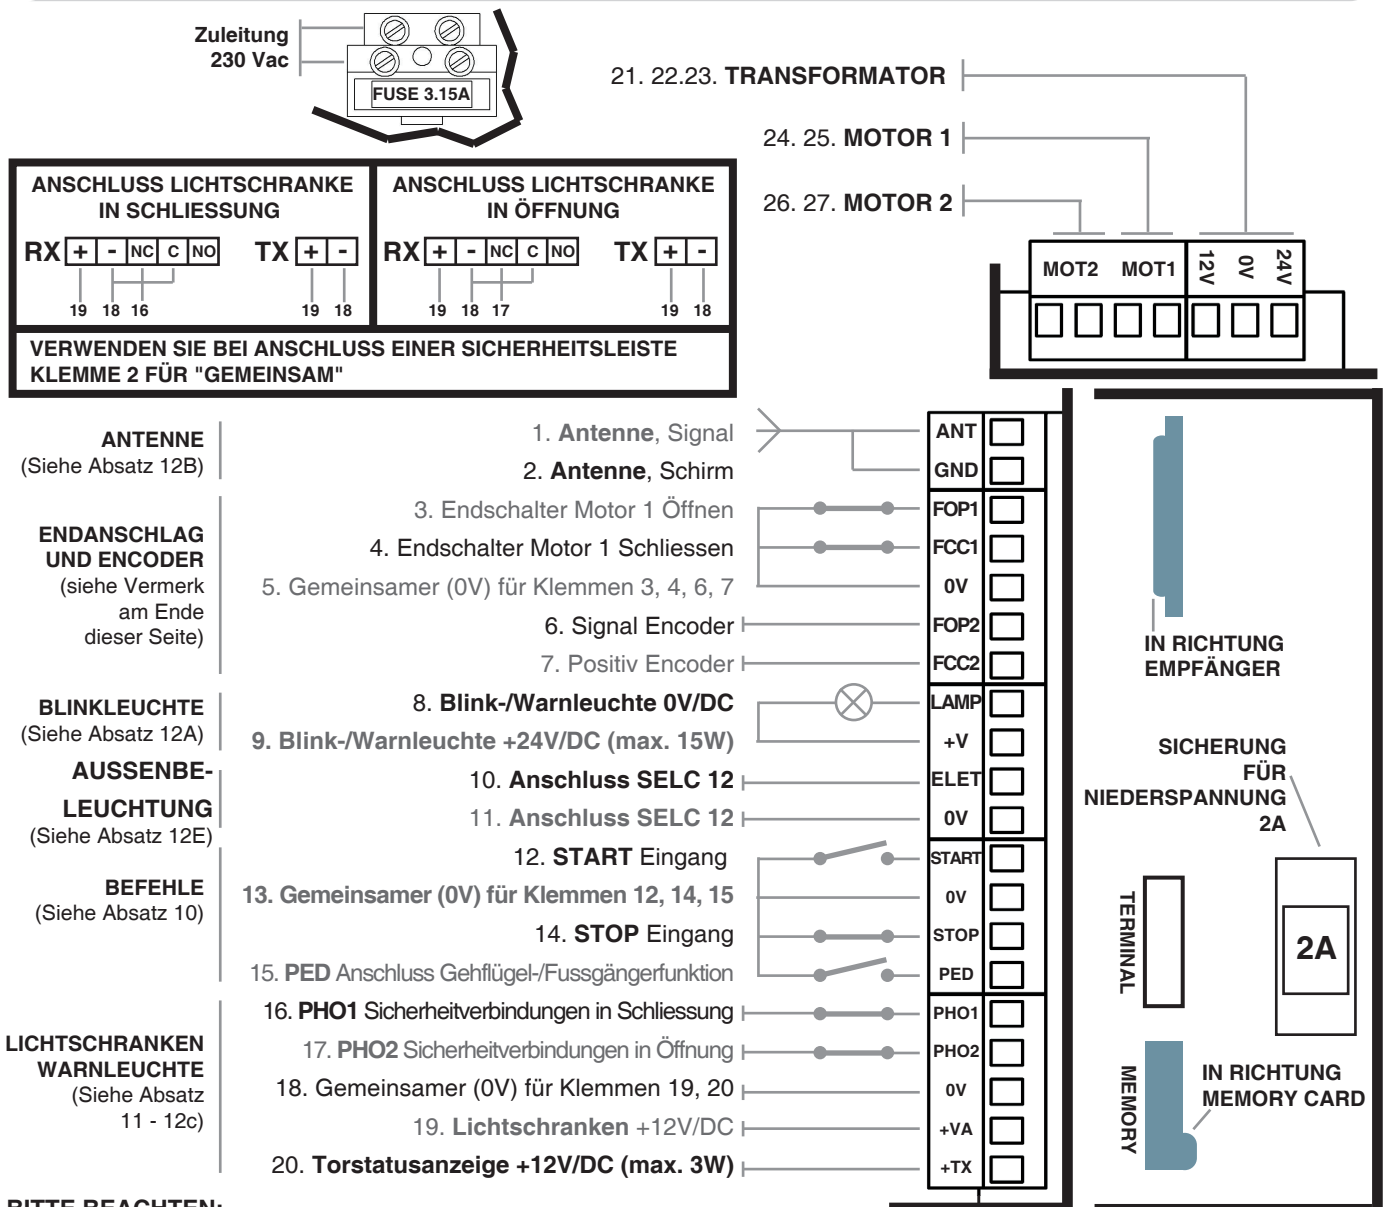 Zuleitung
230 Vac
FUSE 3.15A
21. 22.23. TRANSFORMATOR
24. 25. MOTOR 1
26. 27. MOTOR 2
MOT2 MOT1 12V 0V 24V
ANSCHLUSS LICHTSCHRANKE
IN SCHLIESSUNG
RX + - NC C NO TX + -
19 18 16 19 18
ANSCHLUSS LICHTSCHRANKE
IN ÖFFNUNG
RX + - NC C NO TX + -
19 18 17 19 18
VERWENDEN SIE BEI ANSCHLUSS EINER SICHERHEITSLEISTE
KLEMME 2 FÜR "GEMEINSAM"
ANTENNE
(Siehe Absatz 12B)
1. Antenne, Signal ANT
2. Antenne, Schirm GND
ENDANSCHLAG
UND ENCODER
(siehe Vermerk
am Ende
dieser Seite)
3. Endschalter Motor 1 Öffnen FOP1
4. Endschalter Motor 1 Schliessen FCC1
5. Gemeinsamer (0V) für Klemmen 3, 4, 6, 7 0V
6. Signal Encoder FOP2
7. Positiv Encoder FCC2
BLINKLEUCHTE
(Siehe Absatz 12A)
8. Blink-/Warnleuchte 0V/DC LAMP
9. Blink-/Warnleuchte +24V/DC (max. 15W) +V
AUSSENBE-
LEUCHTUNG
(Siehe Absatz 12E)
10. Anschluss SELC 12 ELET
11. Anschluss SELC 12 0V
BEFEHLE
(Siehe Absatz 10)
12. START Eingang START
13. Gemeinsamer (0V) für Klemmen 12, 14, 15 0V
14. STOP Eingang STOP
15. PED Anschluss Gehflügel-/Fussgängerfunktion PED
LICHTSCHRANKEN
WARNLEUCHTE
(Siehe Absatz
11 - 12c)
16. PHO1 Sicherheitverbindungen in Schliessung PHO1
17. PHO2 Sicherheitverbindungen in Öffnung PHO2
18. Gemeinsamer (0V) für Klemmen 19, 20 0V
19. Lichtschranken +12V/DC +VA
20. Torstatusanzeige +12V/DC (max. 3W) +TX
IN RICHTUNG
EMPFÄNGER
SICHERUNG
FÜR
NIEDERSPANNUNG
2A
TERMINAL
2A
MEMORY
IN RICHTUNG
MEMORY CARD
BITTE BEACHTEN: